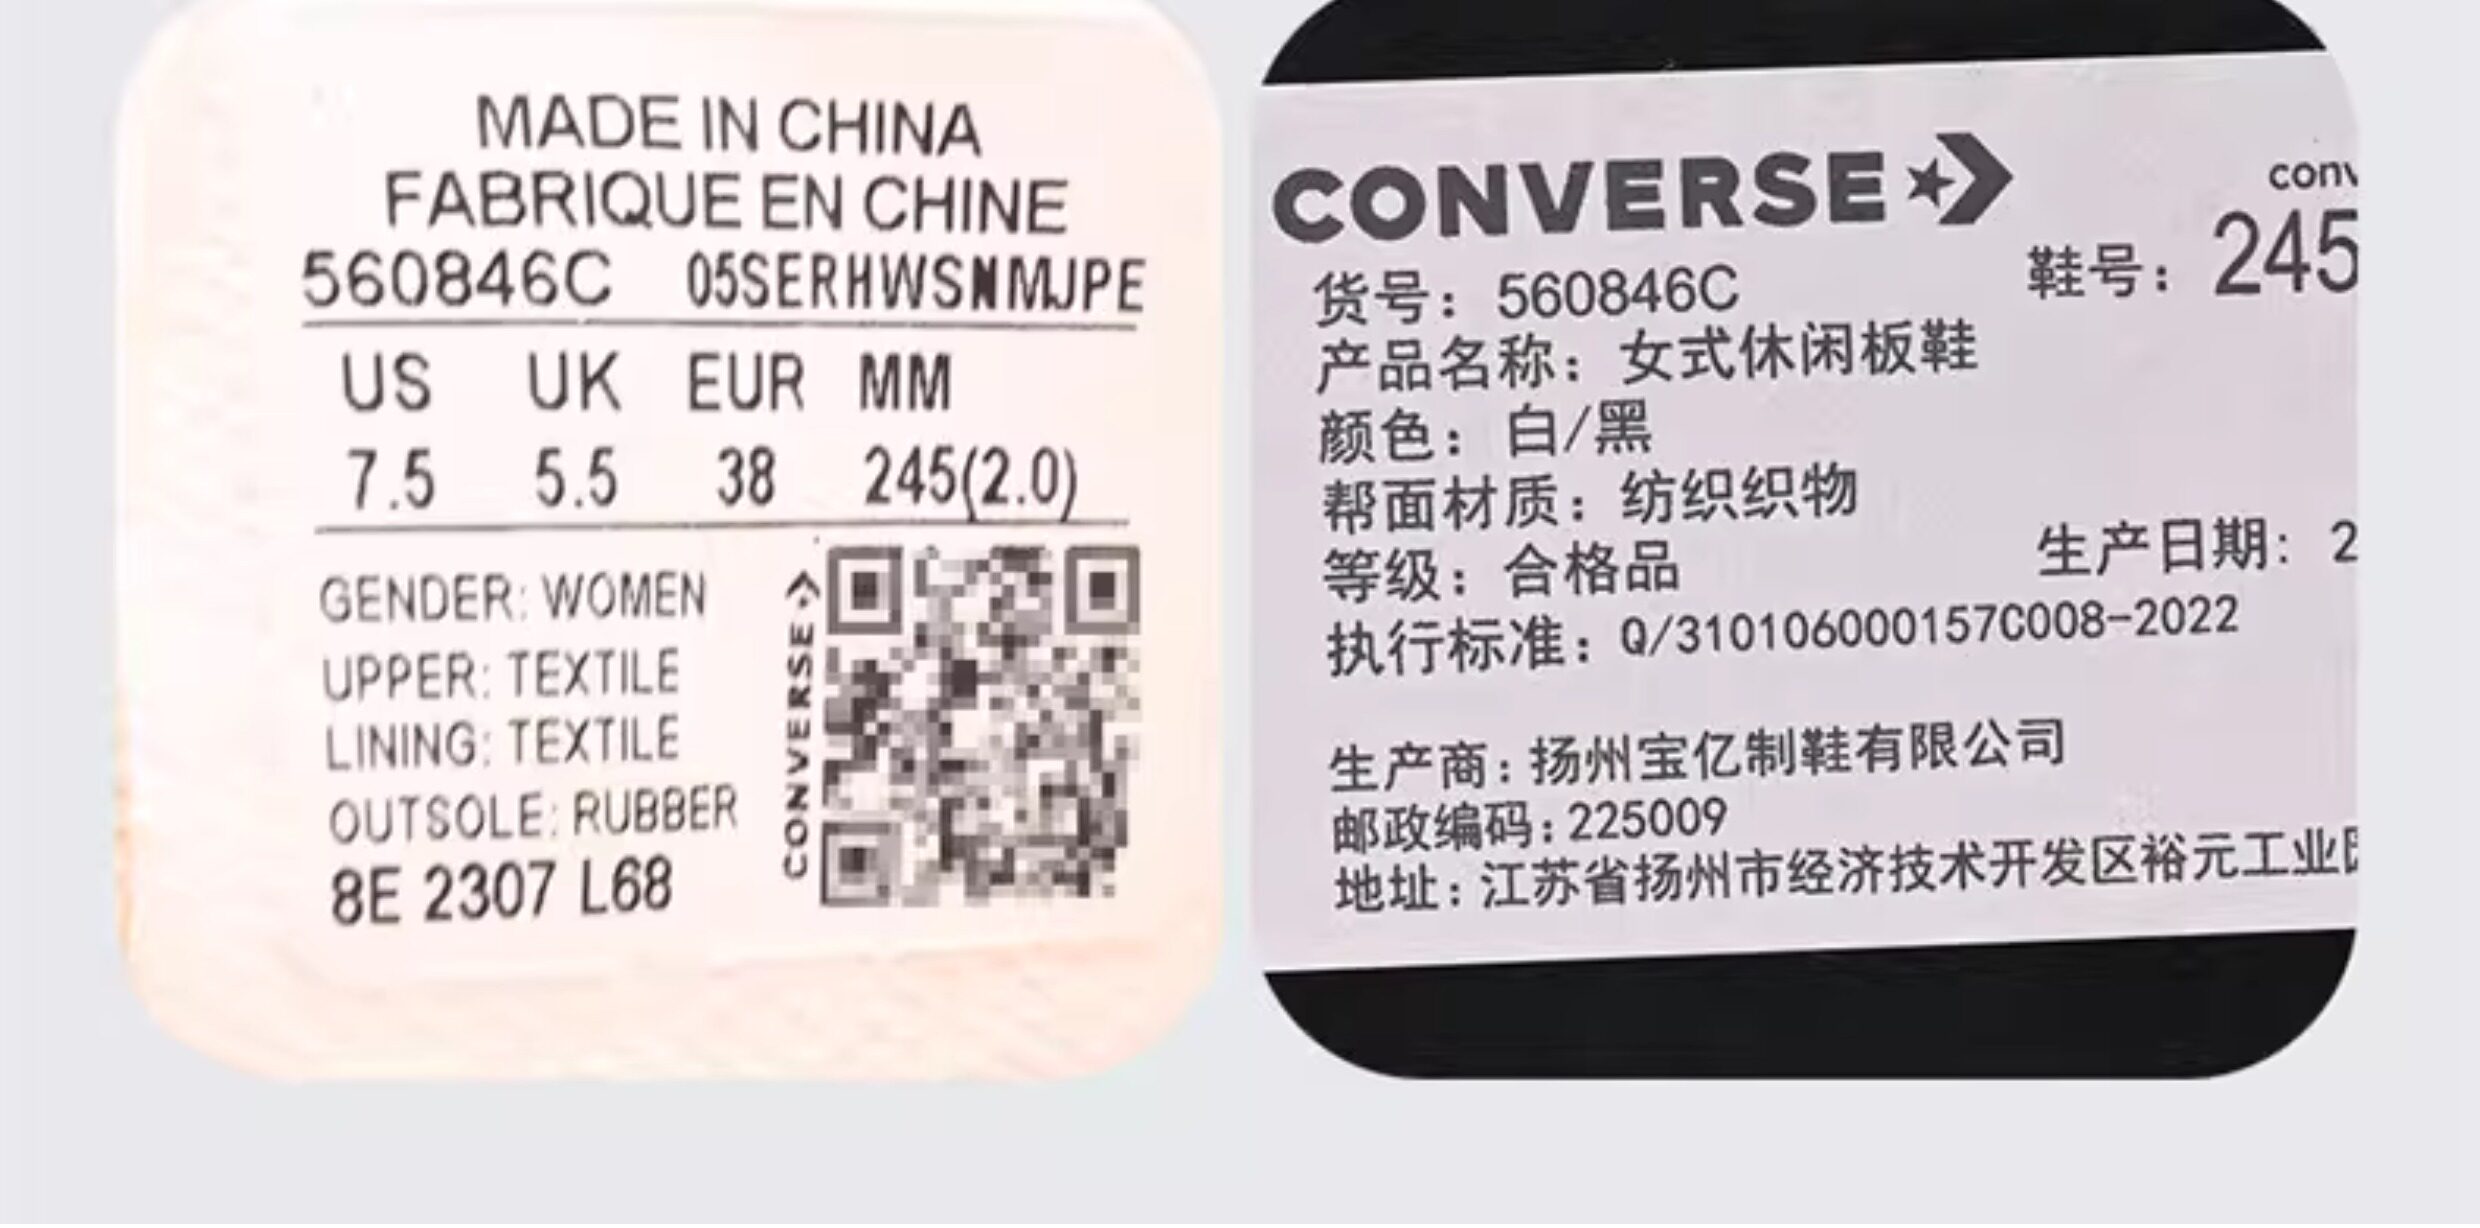 MADE IN CHINA
FABRIQUE EN CHINE
560846C 05SERHWSNMJPE
US UK EUR MM
7.5 5.5 38 245(2.0)
GENDER: WOMEN
UPPER: TEXTILE
LINING: TEXTILE
OUTSOLE: RUBBER
8E 2307 L68
CONVERSE
CONVERSE
conv
货号：560846C
鞋号：245
产品名称：女式休闲板鞋
颜色：白/黑
帮面材质：纺织织物
等级：合格品
生产日期：2
执行标准：Q/310106000157C008-2022
生产商：扬州宝亿制鞋有限公司
邮政编码：225009
地址：江苏省扬州市经济技术开发区裕元工业